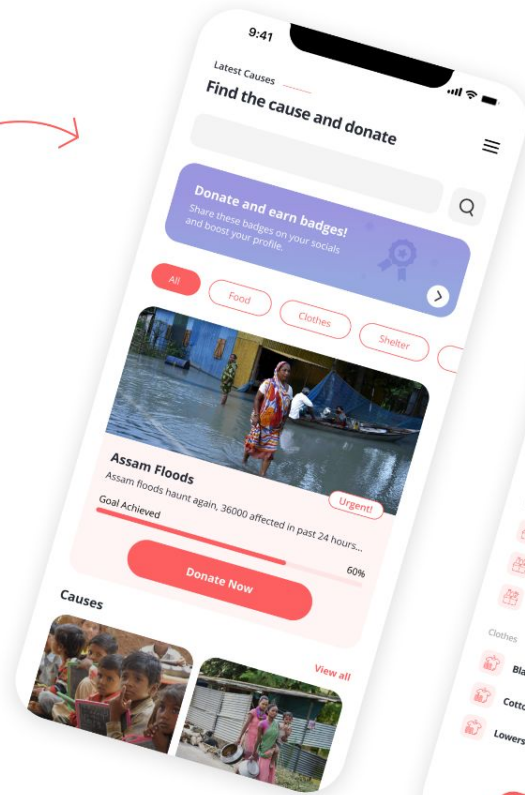 9:41
Latest Causes
Find the cause and donate
Donate and earn badges!
Share these badges on your socials
and boost your profile.
All
Food
Clothes
Shelter
Urgent!
Assam Floods
Assam floods haunt again, 36000 affected in past 24 hours...
Goal Achieved
60%
Donate Now
Causes
View all
Clothes
Lowers